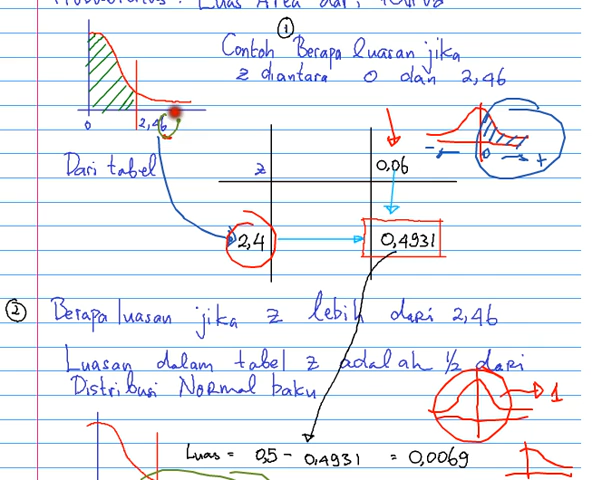 Luas Area dari
①
Contoh Berapa luasan jika
z diantara 0 dan 2,46
0 2,46
Dari tabel
z 0,06
- 0 +
2,4 0,4931
② Berapa luasan jika z lebih dari 2,46
Luasan dalam tabel z adalah ½ dari
Distribusi Normal baku
1
Luas = 0,5 - 0,4931 = 0,0069